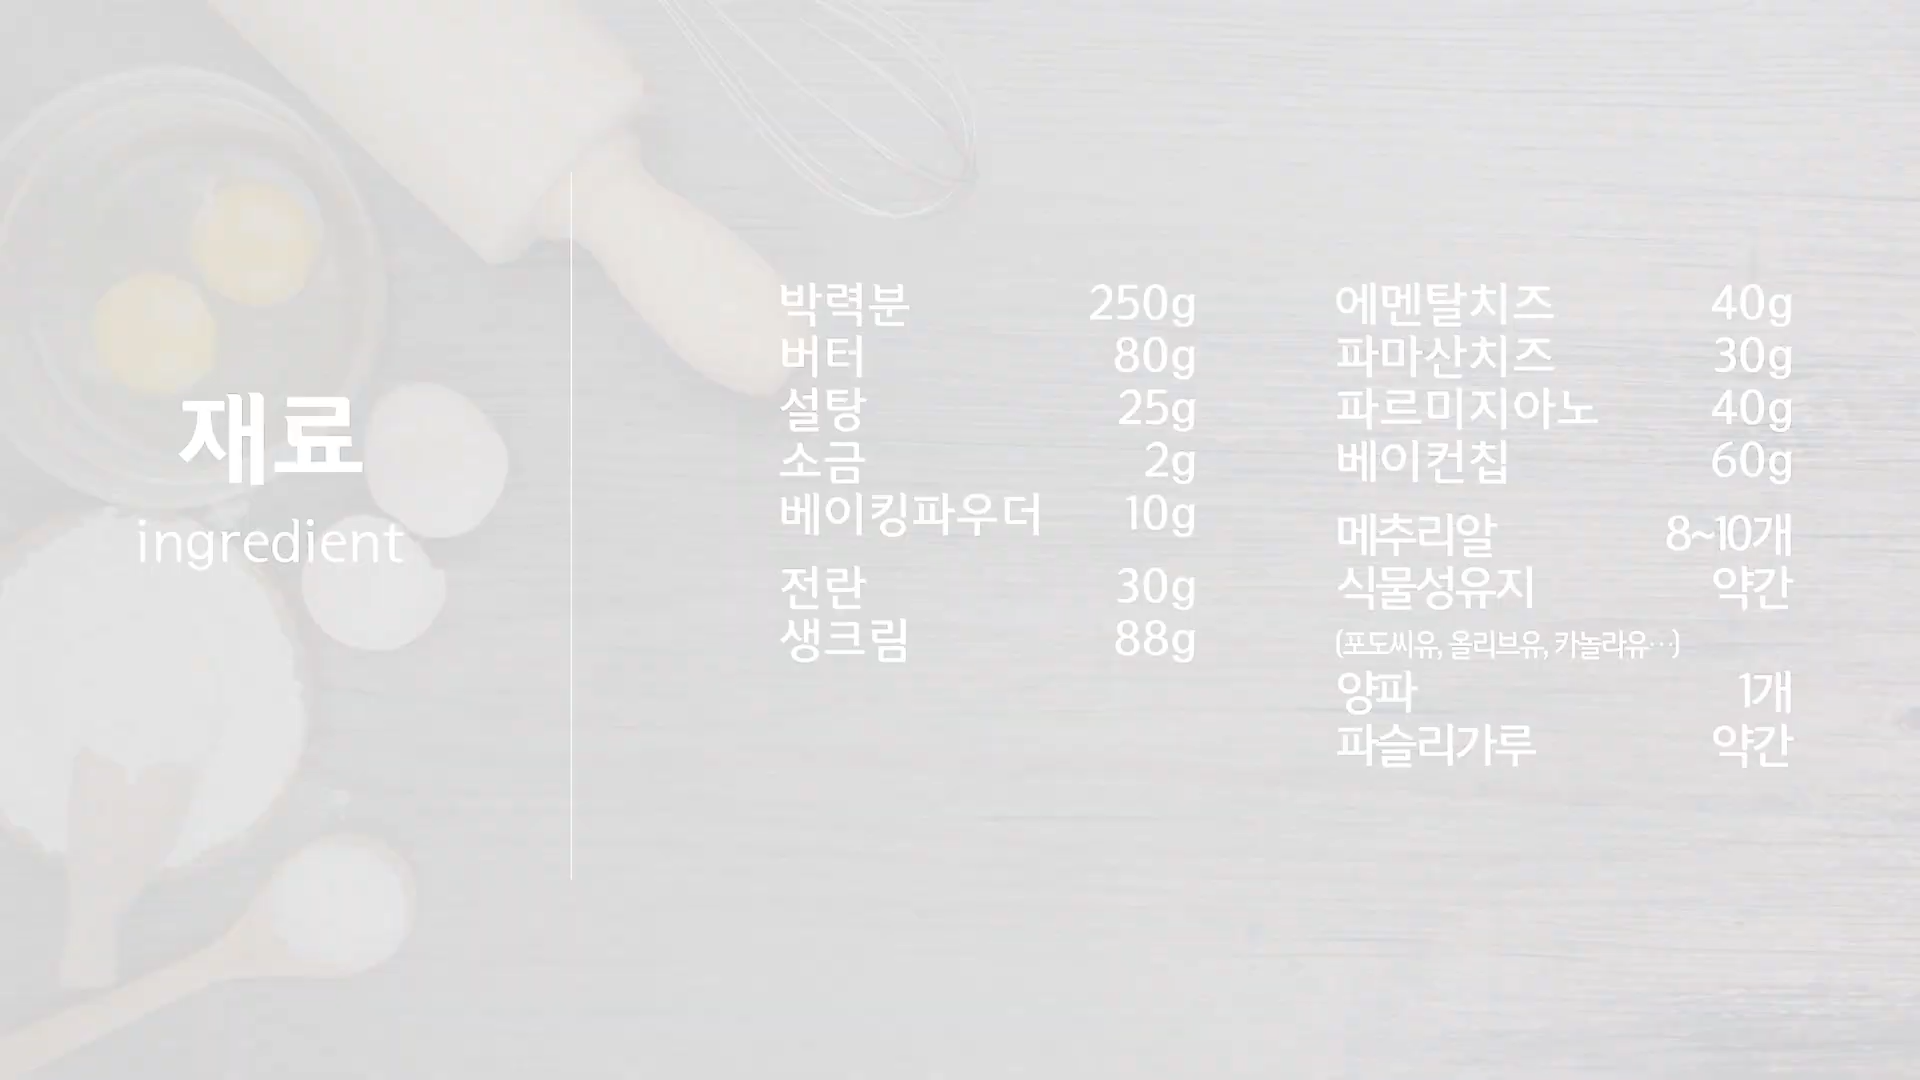 재료
ingredient
박력분 250g
버터 80g
설탕 25g
소금 2g
베이킹파우더 10g
전란 30g
생크림 88g
에멘탈치즈 40g
파마산치즈 30g
파르미지아노 40g
베이컨칩 60g
메추리알 8~10개
식물성유지 약간
(포도씨유, 올리브유, 카놀라유…)
양파 1개
파슬리가루 약간